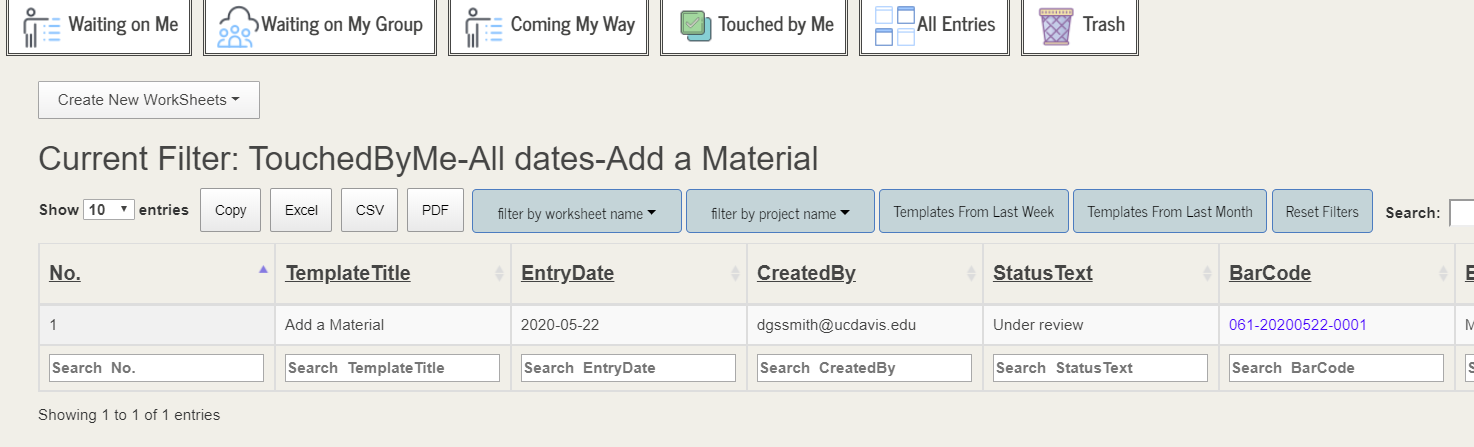 Waiting on Me Waiting on My Group Coming My Way Touched by Me All Entries Trash
Create New WorkSheets
Current Filter: TouchedByMe-All dates-Add a Material
Show 10 entries Copy Excel CSV PDF filter by worksheet name filter by project name Templates From Last Week Templates From Last Month Reset Filters Search:
No. TemplateTitle EntryDate CreatedBy StatusText BarCode
1 Add a Material 2020-05-22 dgssmith@ucdavis.edu Under review 061-20200522-0001
Search No. Search TemplateTitle Search EntryDate Search CreatedBy Search StatusText Search BarCode
Showing 1 to 1 of 1 entries